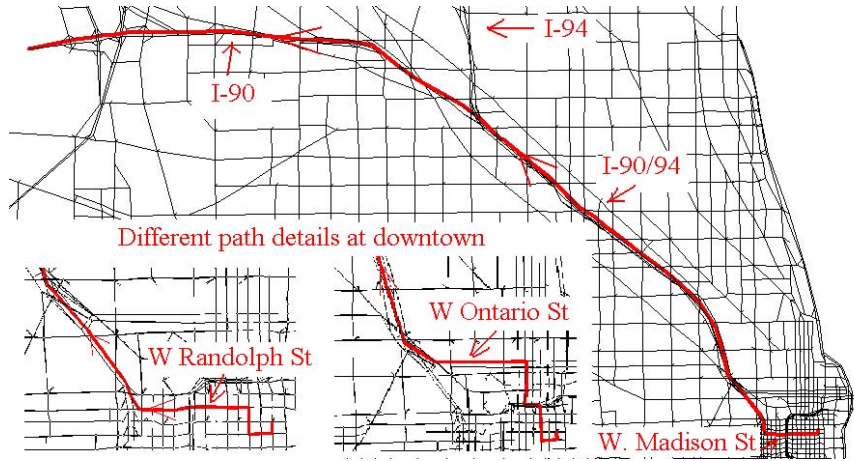 I-94
I-90
I-90/94
Different path details at downtown
W Ontario St
W Randolph St
W. Madison St